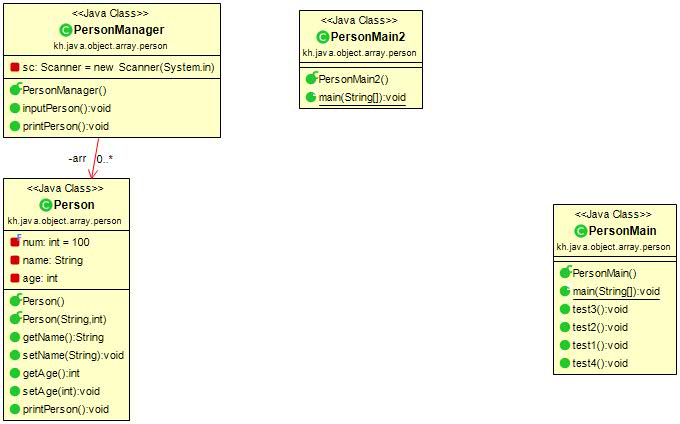 <<Java Class>>
PersonManager
kh.java.object.array.person
sc: Scanner = new Scanner(System.in)
PersonManager()
inputPerson():void
printPerson():void
-arr 0..*
<<Java Class>>
Person
kh.java.object.array.person
num: int = 100
name: String
age: int
Person()
Person(String,int)
getName():String
setName(String):void
getAge():int
setAge(int):void
printPerson():void
<<Java Class>>
PersonMain2
kh.java.object.array.person
PersonMain2()
main(String[]):void
<<Java Class>>
PersonMain
kh.java.object.array.person
PersonMain()
main(String[]):void
test3():void
test2():void
test1():void
test4():void